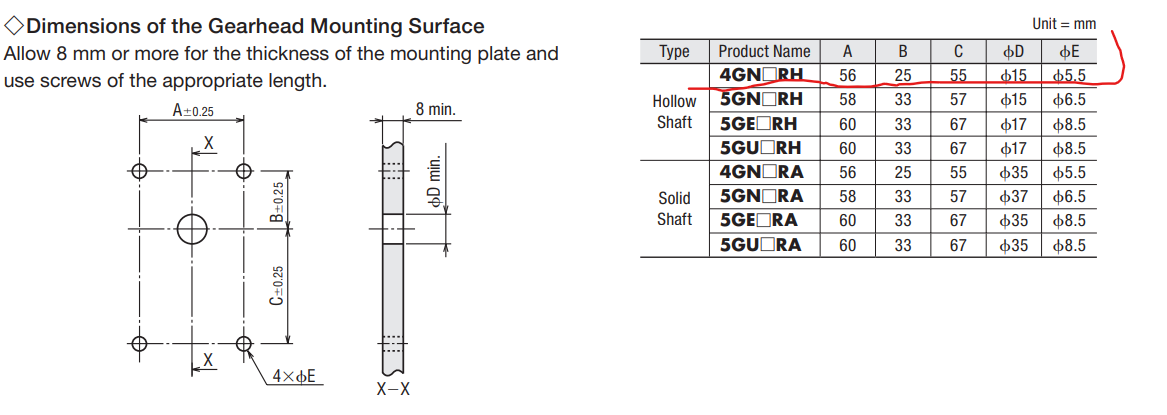 ◇Dimensions of the Gearhead Mounting Surface
Allow 8 mm or more for the thickness of the mounting plate and
use screws of the appropriate length.
A±0.25
X
B±0.25
C±0.25
X
4×ϕE
8 min.
ϕD min.
X–X
Unit = mm
Type Product Name A B C ϕD ϕE
Hollow Shaft
4GN□RH 56 25 55 ϕ15 ϕ5.5
5GN□RH 58 33 57 ϕ15 ϕ6.5
5GE□RH 60 33 67 ϕ17 ϕ8.5
5GU□RH 60 33 67 ϕ17 ϕ8.5
Solid Shaft
4GN□RA 56 25 55 ϕ35 ϕ5.5
5GN□RA 58 33 57 ϕ37 ϕ6.5
5GE□RA 60 33 67 ϕ35 ϕ8.5
5GU□RA 60 33 67 ϕ35 ϕ8.5